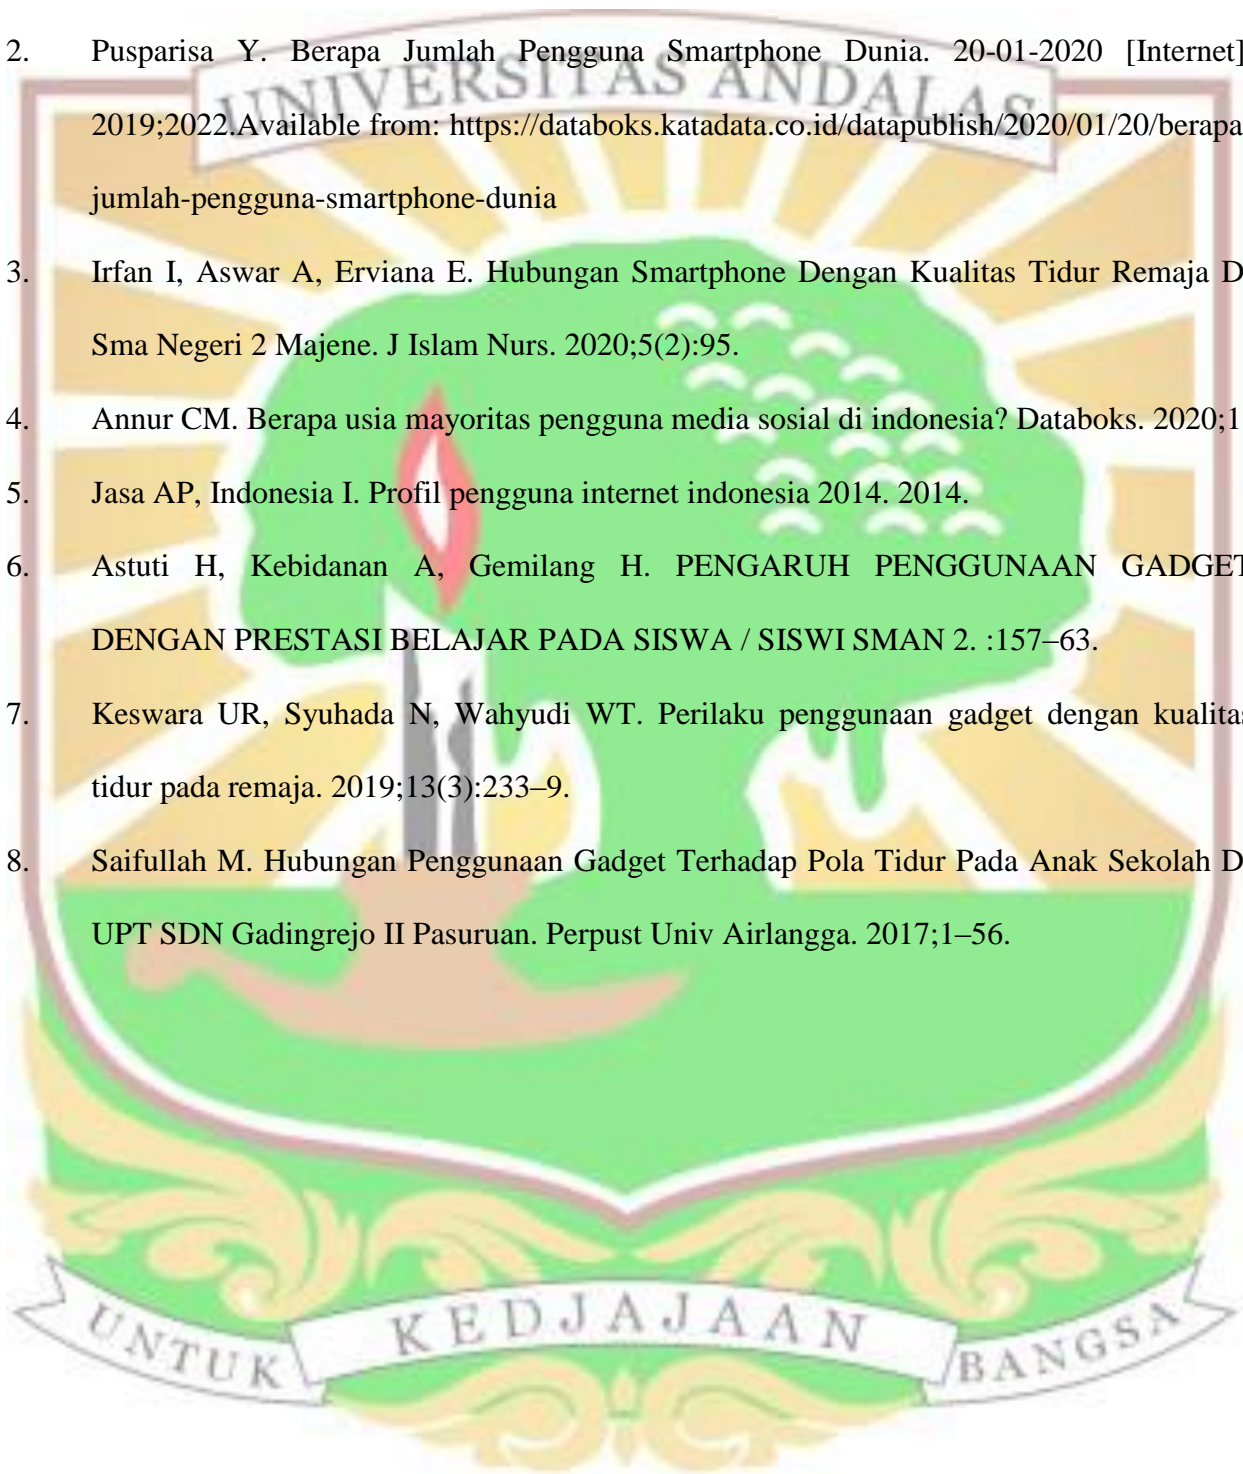 2. Pusparisa Y. Berapa Jumlah Pengguna Smartphone Dunia. 20-01-2020 [Internet]
UNIVERSITAS ANDALAS
2019;2022.Available from: https://databoks.katadata.co.id/datapublish/2020/01/20/berapa
jumlah-pengguna-smartphone-dunia
3. Irfan I, Aswar A, Erviana E. Hubungan Smartphone Dengan Kualitas Tidur Remaja D
Sma Negeri 2 Majene. J Islam Nurs. 2020;5(2):95.
4. Annur CM. Berapa usia mayoritas pengguna media sosial di indonesia? Databoks. 2020;1
5. Jasa AP, Indonesia I. Profil pengguna internet indonesia 2014. 2014.
6. Astuti H, Kebidanan A, Gemilang H. PENGARUH PENGGUNAAN GADGET
DENGAN PRESTASI BELAJAR PADA SISWA / SISWI SMAN 2. :157–63.
7. Keswara UR, Syuhada N, Wahyudi WT. Perilaku penggunaan gadget dengan kualitas
tidur pada remaja. 2019;13(3):233–9.
8. Saifullah M. Hubungan Penggunaan Gadget Terhadap Pola Tidur Pada Anak Sekolah D
UPT SDN Gadingrejo II Pasuruan. Perpust Univ Airlangga. 2017;1–56.
UNTUK KEDJAJAAN BANGSA